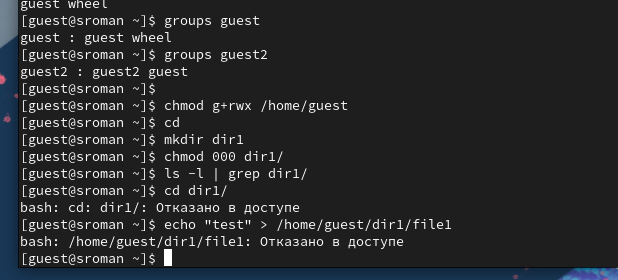 guest wheel
[guest@sroman ~]$ groups guest
guest : guest wheel
[guest@sroman ~]$ groups guest2
guest2 : guest2 guest
[guest@sroman ~]$
[guest@sroman ~]$ chmod g+rwx /home/guest
[guest@sroman ~]$ cd
[guest@sroman ~]$ mkdir dir1
[guest@sroman ~]$ chmod 000 dir1/
[guest@sroman ~]$ ls -l | grep dir1/
[guest@sroman ~]$ cd dir1/
bash: cd: dir1/: Отказано в доступе
[guest@sroman ~]$ echo "test" > /home/guest/dir1/file1
bash: /home/guest/dir1/file1: Отказано в доступе
[guest@sroman ~]$